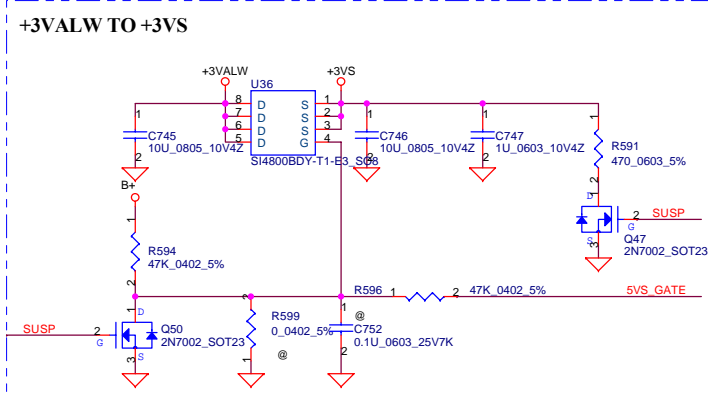 +3VALW TO +3VS
+3VALW
+3VS
U36
8 D S 1
7 D S 2
6 D S 3
5 D G 4
SI4800BDY-T1-E3_SO8
1
C745
10U_0805_10V4Z
2
1
C746
10U_0805_10V4Z
2
1
C747
1U_0603_10V4Z
2
1
R591
470_0603_5%
2
B+
1
R594
47K_0402_5%
2
D
1
SUSP
2
G
Q47
2N7002_SOT23
S
3
R596
1
2
47K_0402_5%
5VS_GATE
SUSP
2
G
D
1
Q50
2N7002_SOT23
S
3
2
R599
0_0402_5%
@
1
1
@
C752
0.1U_0603_25V7K
2